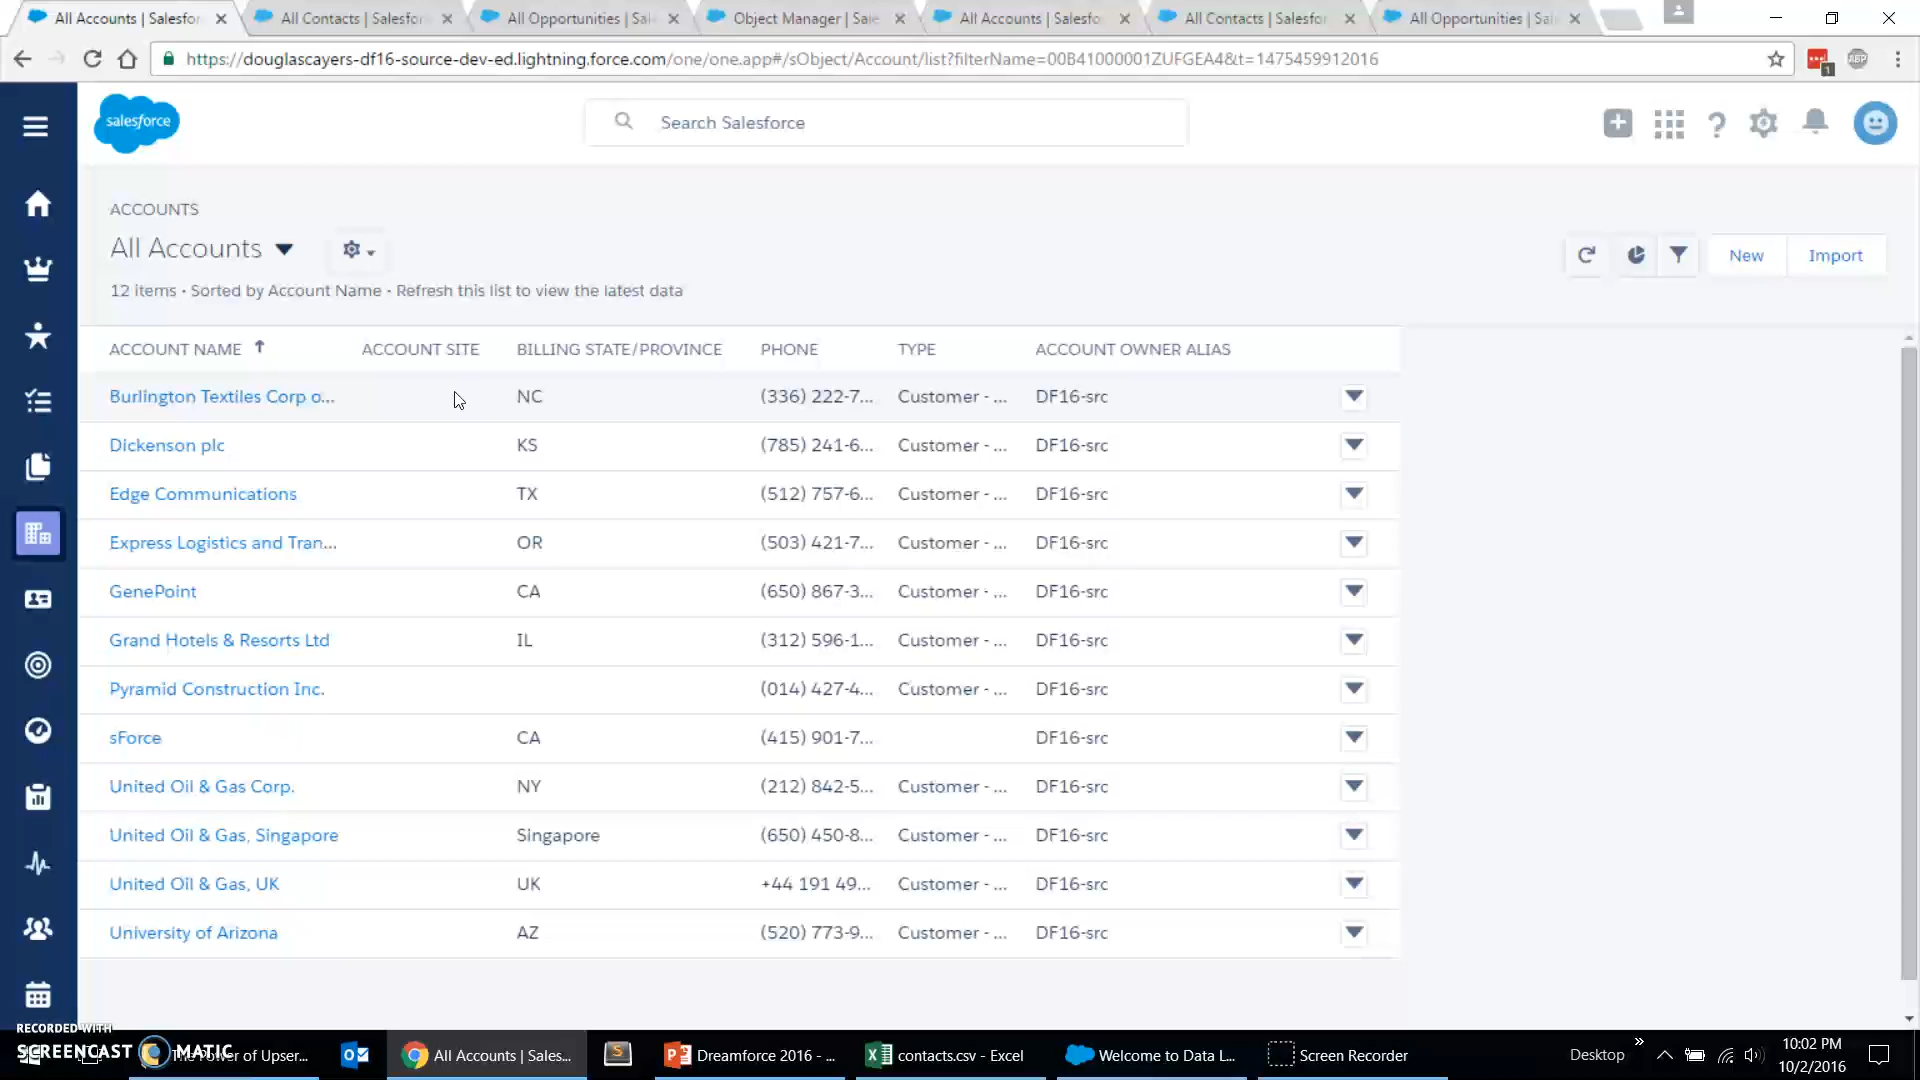 All Accounts | Salesfor
All Contacts | Salesfor
All Opportunities | Sal
Object Manager | Sale
All Accounts | Salesfo
All Contacts | Salesfor
All Opportunities | Sal
https://douglascayers-df16-source-dev-ed.lightning.force.com/one/one.app#/sObject/Account/list?filterName=00B41000001ZUFGEA4&t=1475459912016
1
ABP
salesforce
Search Salesforce
ACCOUNTS
All Accounts
12 items • Sorted by Account Name • Refresh this list to view the latest data
New
Import
ACCOUNT NAME ACCOUNT SITE BILLING STATE/PROVINCE PHONE TYPE ACCOUNT OWNER ALIAS
Burlington Textiles Corp o... NC (336) 222-7... Customer - ... DF16-src
Dickenson plc KS (785) 241-6... Customer - ... DF16-src
Edge Communications TX (512) 757-6... Customer - ... DF16-src
Express Logistics and Tran... OR (503) 421-7... Customer - ... DF16-src
GenePoint CA (650) 867-3... Customer - ... DF16-src
Grand Hotels & Resorts Ltd IL (312) 596-1... Customer - ... DF16-src
Pyramid Construction Inc. (014) 427-4... Customer - ... DF16-src
sForce CA (415) 901-7... DF16-src
United Oil & Gas Corp. NY (212) 842-5... Customer - ... DF16-src
United Oil & Gas, Singapore Singapore (650) 450-8... Customer - ... DF16-src
United Oil & Gas, UK UK +44 191 49... Customer - ... DF16-src
University of Arizona AZ (520) 773-9... Customer - ... DF16-src
RECORDED WITH
SCREENCAST MATIC
Power of Upser...
All Accounts | Sales...
Dreamforce 2016 - ...
contacts.csv - Excel
Welcome to Data L...
Screen Recorder
Desktop
10:02 PM
10/2/2016